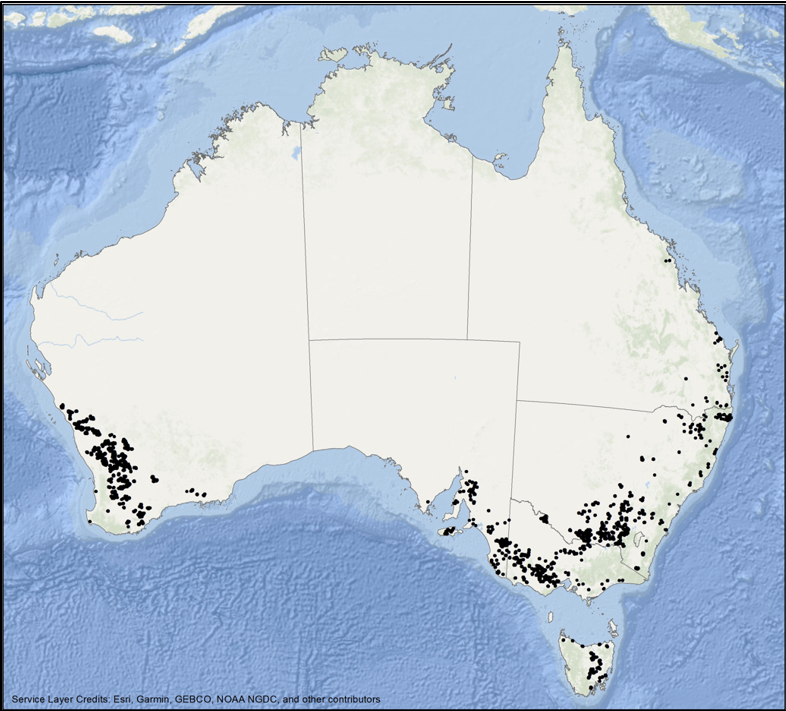 Service Layer Credits: Esri, Garmin, GEBCO, NOAA NGDC, and other contributors